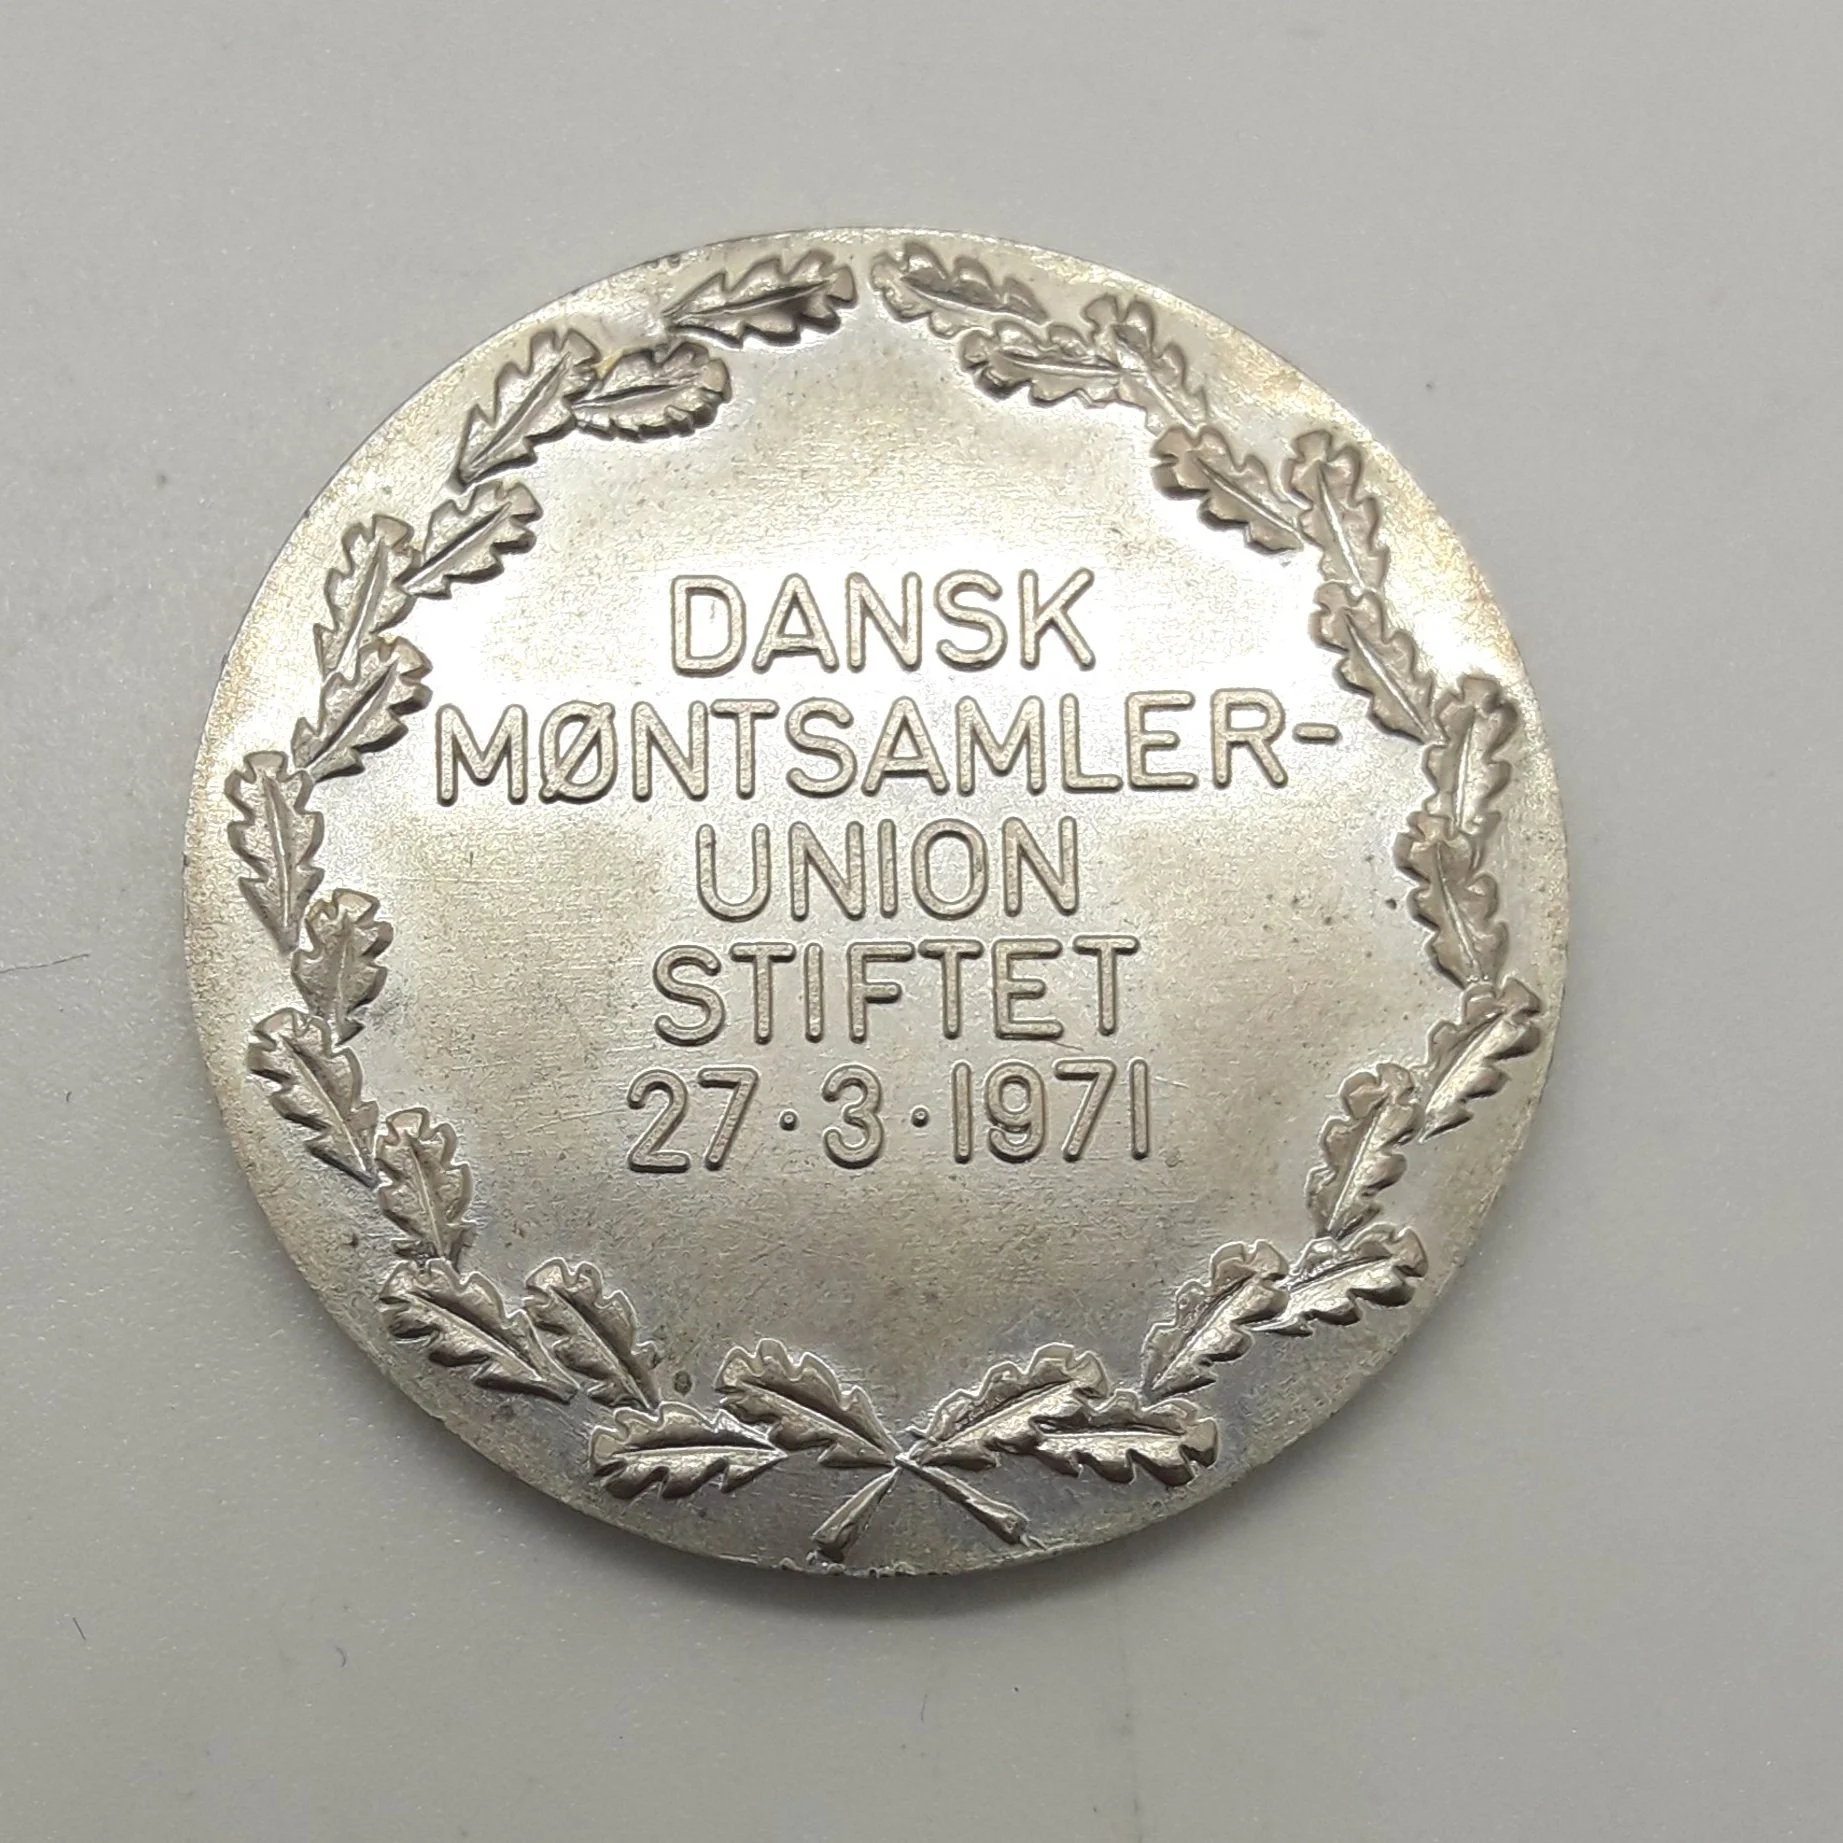 DANSK
MØNTSAMLER-
UNION
STIFTET
27·3·1971